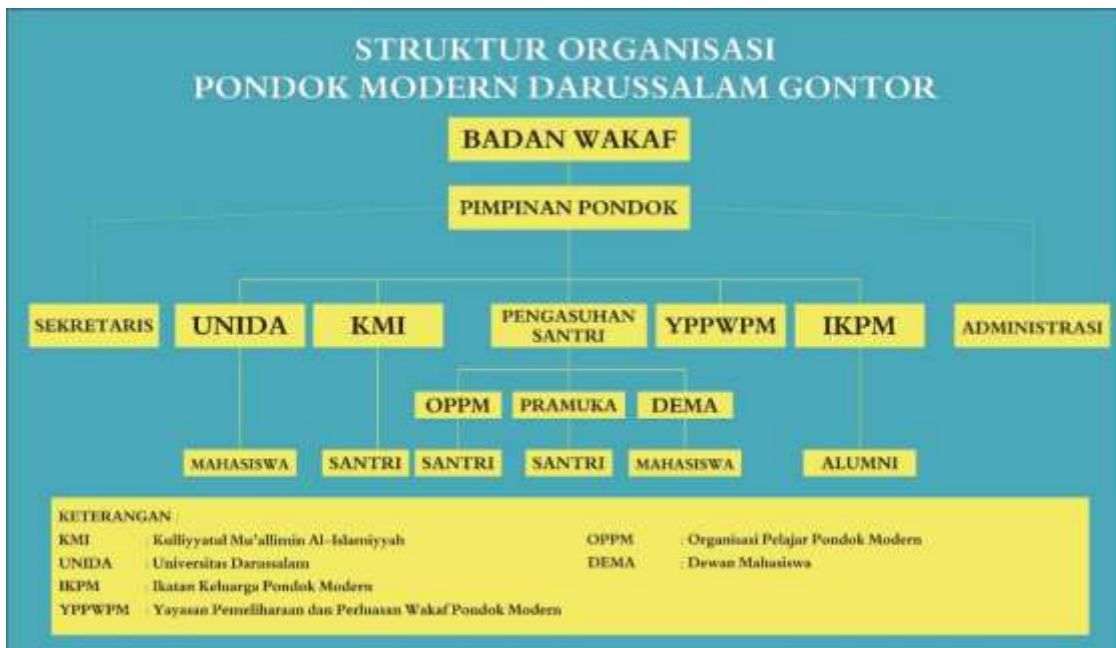 STRUKTUR ORGANISASI
PONDOK MODERN DARUSSALAM GONTOR
BADAN WAKAF
PIMPINAN PONDOK
SEKRETARIS
UNIDA
KMI
PENGASUHAN
SANTRI
YPPWPM
IKPM
ADMINISTRASI
OPPM
PRAMUKA
DEMA
MAHASISWA
SANTRI
SANTRI
SANTRI
MAHASISWA
ALUMNI
KETERANGAN :
KMI : Kulliyyatul Mu'allimin Al-Islamiyyah
UNIDA : Universitas Darussalam
IKPM : Ikatan Keluarga Pondok Modern
YPPWPM : Yayasan Pemeliharaan dan Perluasan Wakaf Pondok Modern
OPPM : Organisasi Pelajar Pondok Modern
DEMA : Dewan Mahasiswa